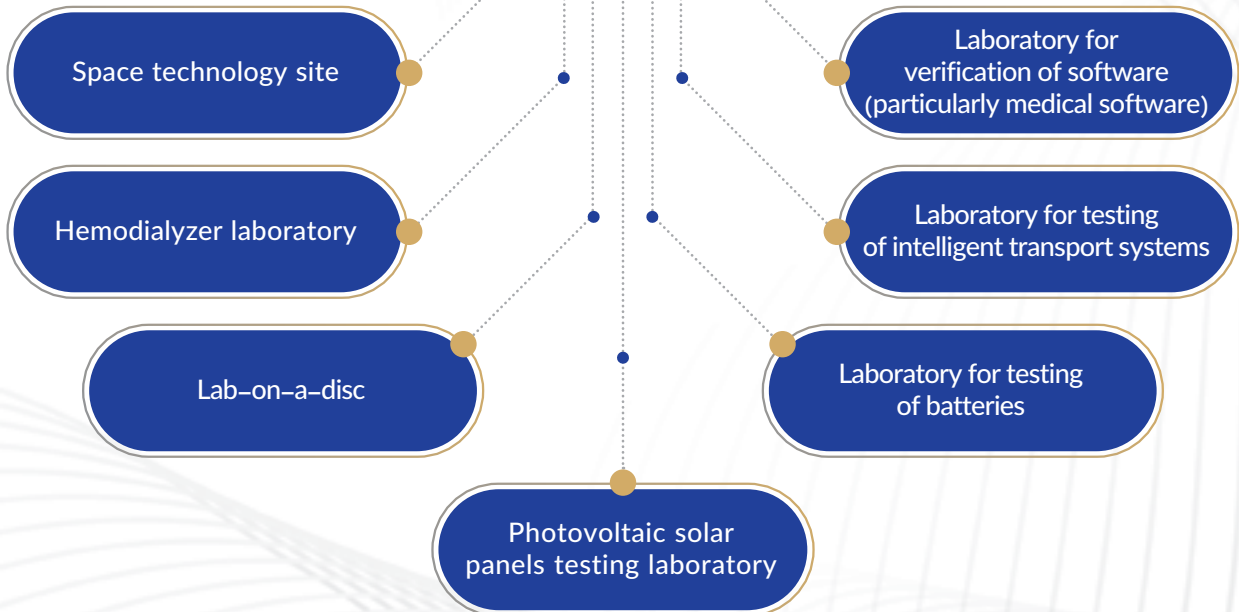 Space technology site
Laboratory for
verification of software
(particularly medical software)
Hemodialyzer laboratory
Laboratory for testing
of intelligent transport systems
Lab-on-a-disc
Laboratory for testing
of batteries
Photovoltaic solar
panels testing laboratory